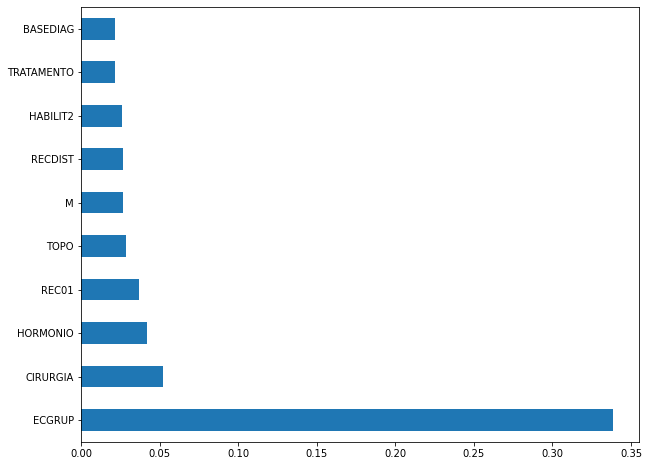 BASEDIAG
TRATAMENTO
HABILIT2
RECDIST
M
TOPO
REC01
HORMONIO
CIRURGIA
ECGRUP
0.00 0.05 0.10 0.15 0.20 0.25 0.30 0.35